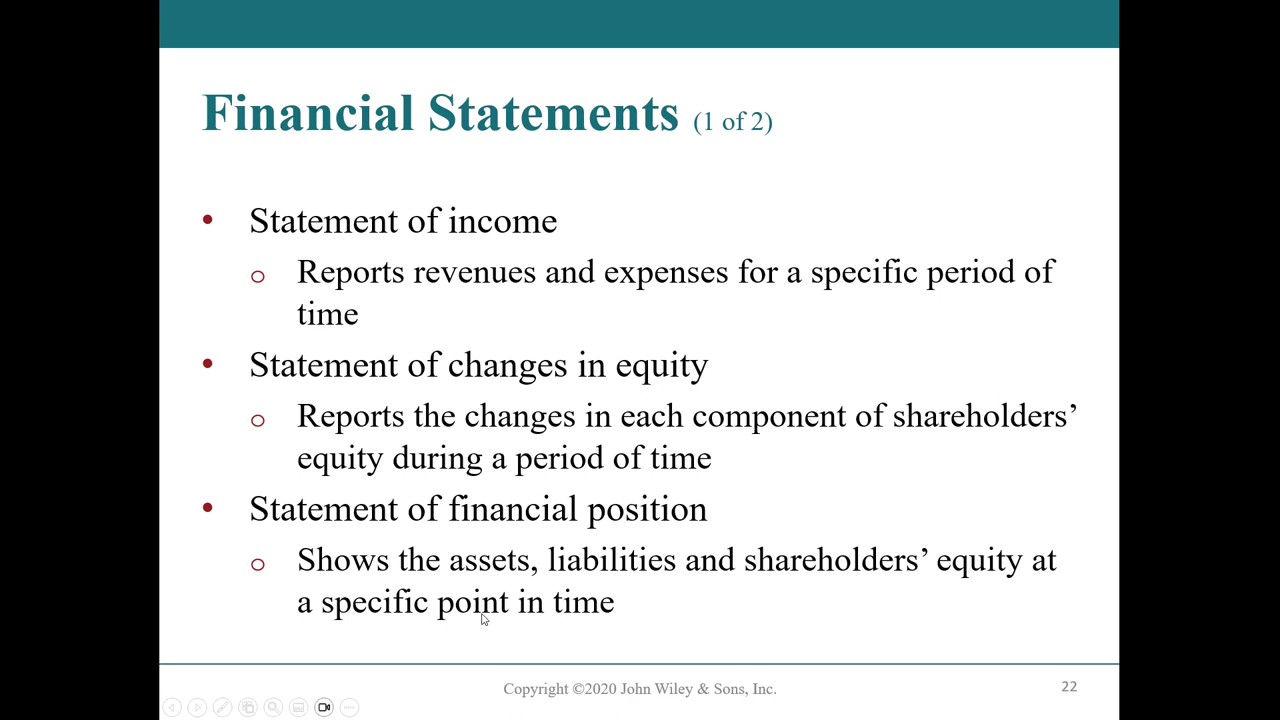 Financial Statements (1 of 2)
• Statement of income
o Reports revenues and expenses for a specific period of
time
• Statement of changes in equity
o Reports the changes in each component of shareholders’
equity during a period of time
• Statement of financial position
o Shows the assets, liabilities and shareholders’ equity at
a specific point in time
Copyright ©2020 John Wiley & Sons, Inc.
22